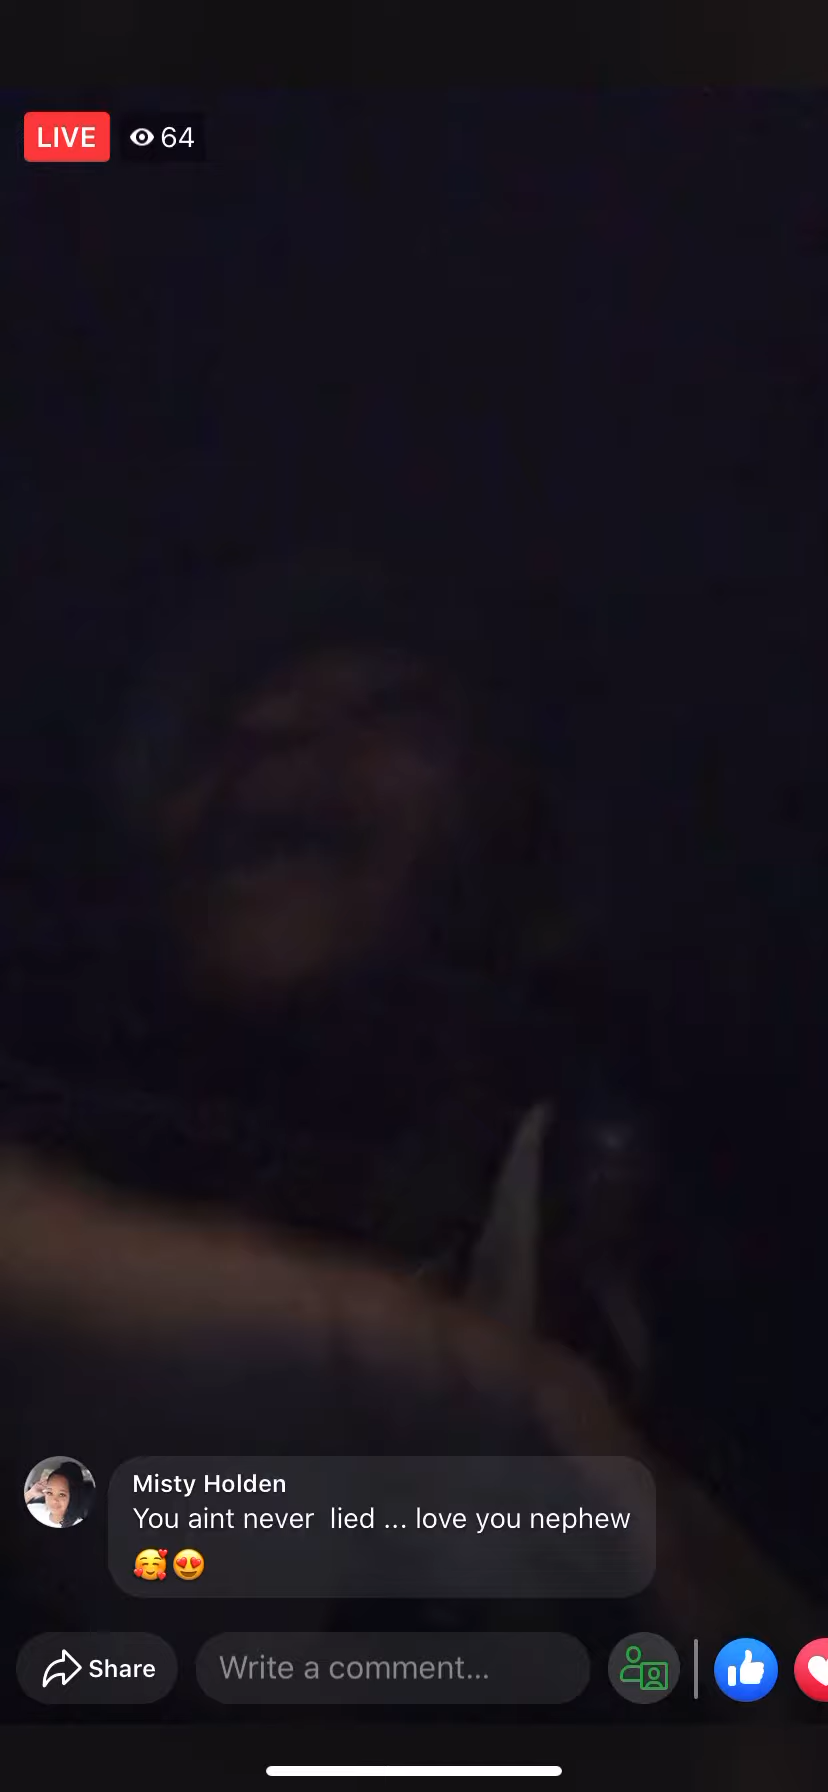 LIVE 64
Misty Holden
You aint never  lied ... love you nephew
🥰😍
Share Write a comment...